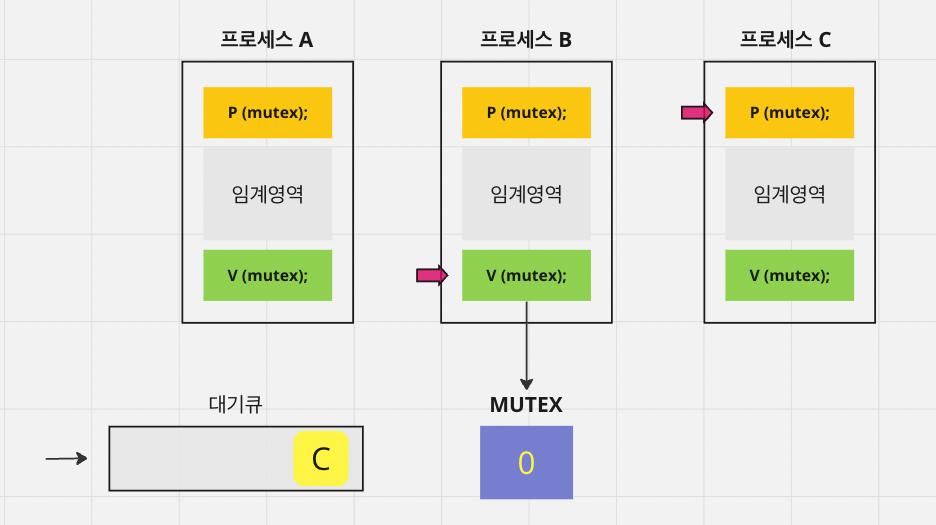 프로세스 A
프로세스 B
프로세스 C
P (mutex);
P (mutex);
P (mutex);
임계영역
임계영역
임계영역
V (mutex);
V (mutex);
V (mutex);
대기큐
MUTEX
C
0